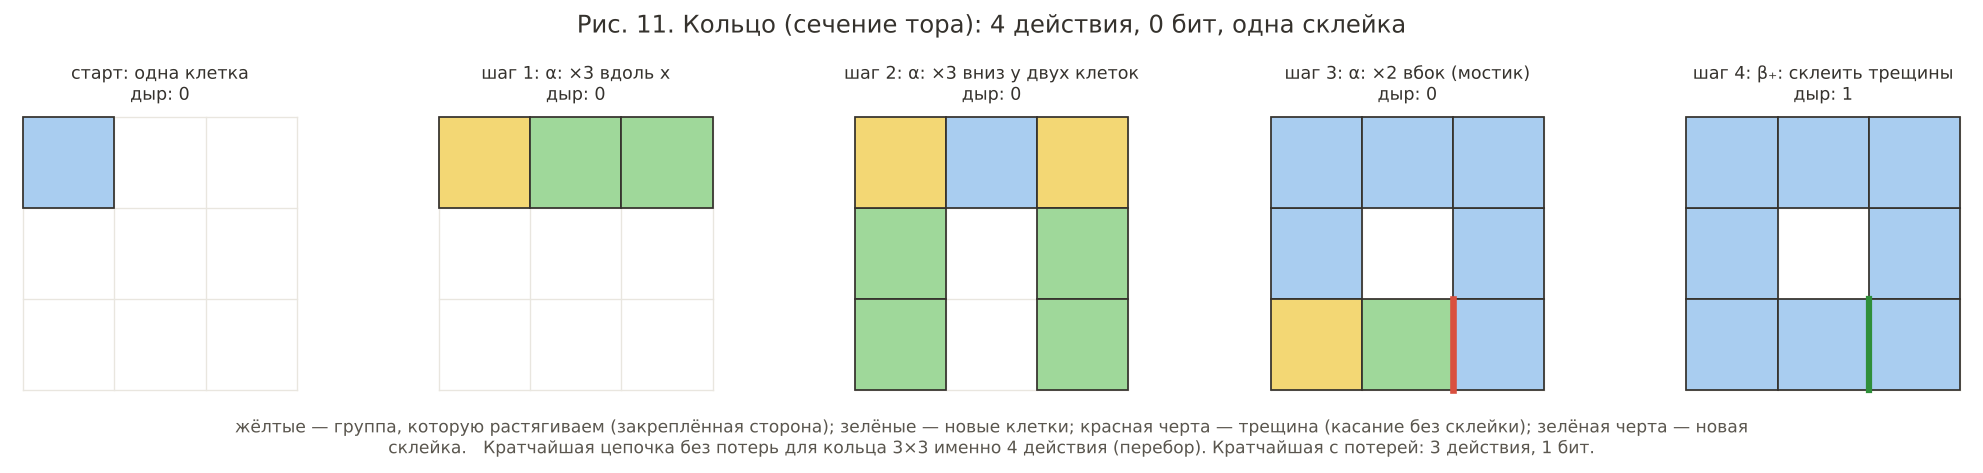 Рис. 11. Кольцо (сечение тора): 4 действия, 0 бит, одна склейка
старт: одна клетка
дыр: 0
шаг 1: α: ×3 вдоль x
дыр: 0
шаг 2: α: ×3 вниз у двух клеток
дыр: 0
шаг 3: α: ×2 вбок (мостик)
дыр: 0
шаг 4: β₊: склеить трещины
дыр: 1
жёлтые — группа, которую растягиваем (закреплённая сторона); зелёные — новые клетки; красная черта — трещина (касание без склейки); зелёная черта — новая
склейка.   Кратчайшая цепочка без потерь для кольца 3×3 именно 4 действия (перебор). Кратчайшая с потерей: 3 действия, 1 бит.